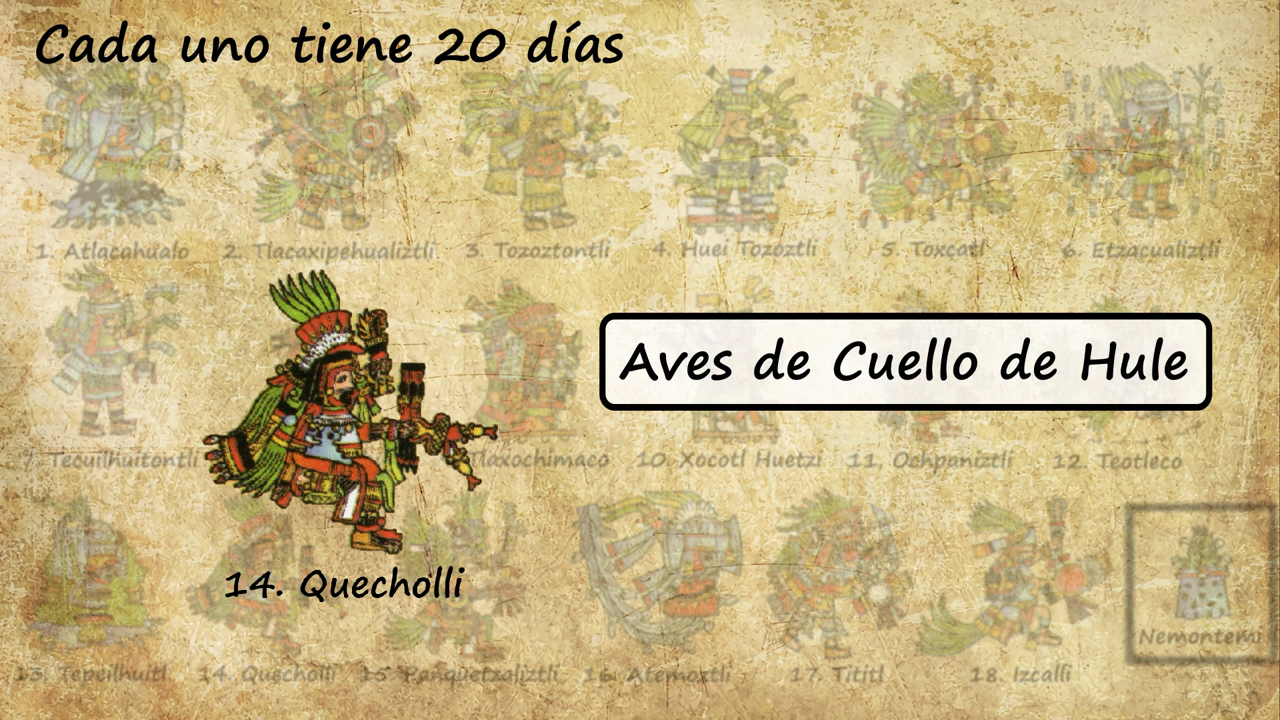 Cada uno tiene 20 días
1. Atlacahualo 2. Tlacaxipehualiztli 3. Tozoztontli 4. Huei Tozoztli 5. Toxcatl 6. Etzacualiztli
Aves de Cuello de Hule
7. Tecuilhuitontli Tlaxochimaco 10. Xocotl Huetzi 11. Ochpaniztli 12. Teotleco
14. Quecholli
Nemontemi
13. Tepeilhuitl 14. Quecholli 15. Panquetzaliztli 16. Atemoztli 17. Tititl 18. Izcalli